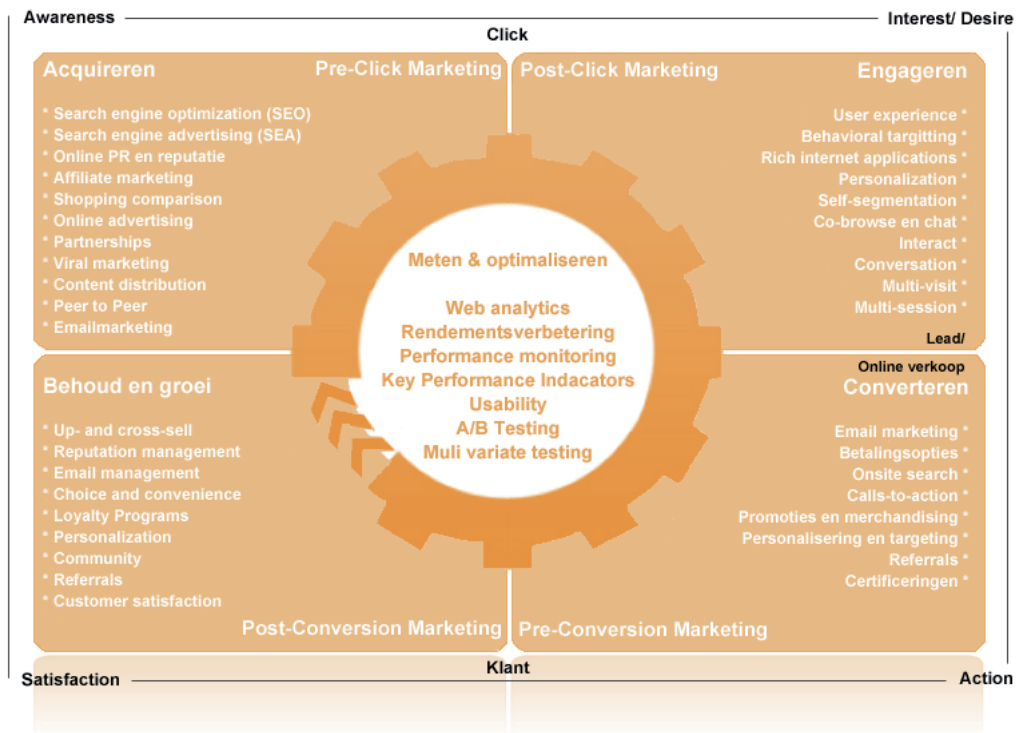 Awareness
Interest/ Desire
Click
Acquireren
Pre-Click Marketing
* Search engine optimization (SEO)
* Search engine advertising (SEA)
* Online PR en reputatie
* Affiliate marketing
* Shopping comparison
* Online advertising
* Partnerships
* Viral marketing
* Content distribution
* Peer to Peer
* Emailmarketing
Post-Click Marketing
Engageren
User experience *
Behavioral targitting *
Rich internet applications *
Personalization *
Self-segmentation *
Co-browse en chat *
Interact *
Conversation *
Multi-visit *
Multi-session *
Lead/
Online verkoop
Meten & optimaliseren
Web analytics
Rendementsverbetering
Performance monitoring
Key Performance Indacators
Usability
A/B Testing
Muli variate testing
Behoud en groei
* Up- and cross-sell
* Reputation management
* Email management
* Choice and convenience
* Loyalty Programs
* Personalization
* Community
* Referrals
* Customer satisfaction
Post-Conversion Marketing
Converteren
Email marketing *
Betalingsopties *
Onsite search *
Calls-to-action *
Promoties en merchandising *
Personalisering en targeting *
Referrals *
Certificeringen *
Pre-Conversion Marketing
Klant
Satisfaction
Action